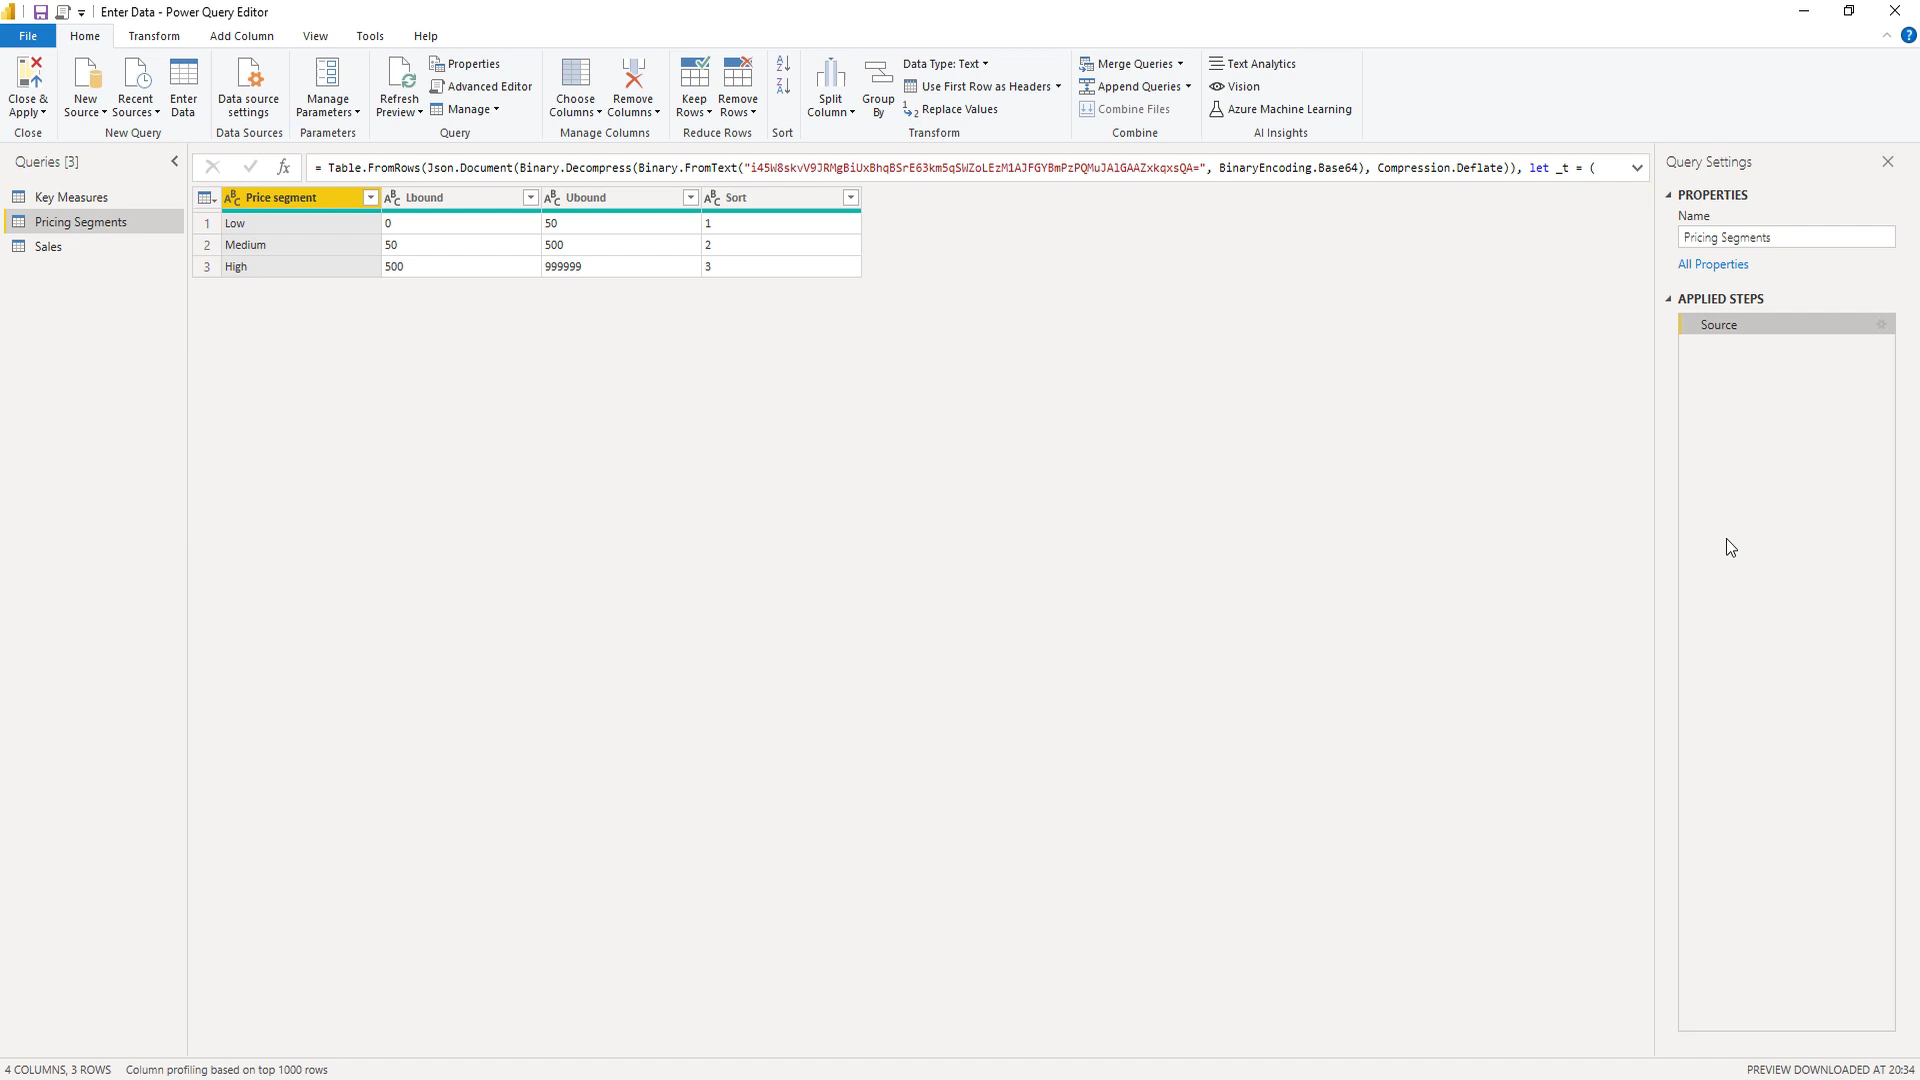 Enter Data - Power Query Editor
File Home Transform Add Column View Tools Help
Close & Apply
Close
New Source
Recent Sources
Enter Data
New Query
Data source settings
Data Sources
Manage Parameters
Parameters
Refresh Preview
Properties
Advanced Editor
Manage
Query
Choose Columns
Remove Columns
Manage Columns
Keep Rows
Remove Rows
Reduce Rows
Sort
Split Column
Group By
Data Type: Text
Use First Row as Headers
Replace Values
Transform
Merge Queries
Append Queries
Combine Files
Combine
Text Analytics
Vision
Azure Machine Learning
AI Insights
Queries [3]
Key Measures
Pricing Segments
Sales
= Table.FromRows(Json.Document(Binary.Decompress(Binary.FromText("i45W8skvV9JRMgBiUxBhqBSrE63km5qSWZoLEzM1AJFGYBmPzPQMuJAlGAAZxkqxsQA=", BinaryEncoding.Base64), Compression.Deflate)), let _t = (
Price segment Lbound Ubound Sort
1 Low 0 50 1
2 Medium 50 500 2
3 High 500 999999 3
Query Settings
PROPERTIES
Name
Pricing Segments
All Properties
APPLIED STEPS
Source
4 COLUMNS, 3 ROWS Column profiling based on top 1000 rows
PREVIEW DOWNLOADED AT 20:34